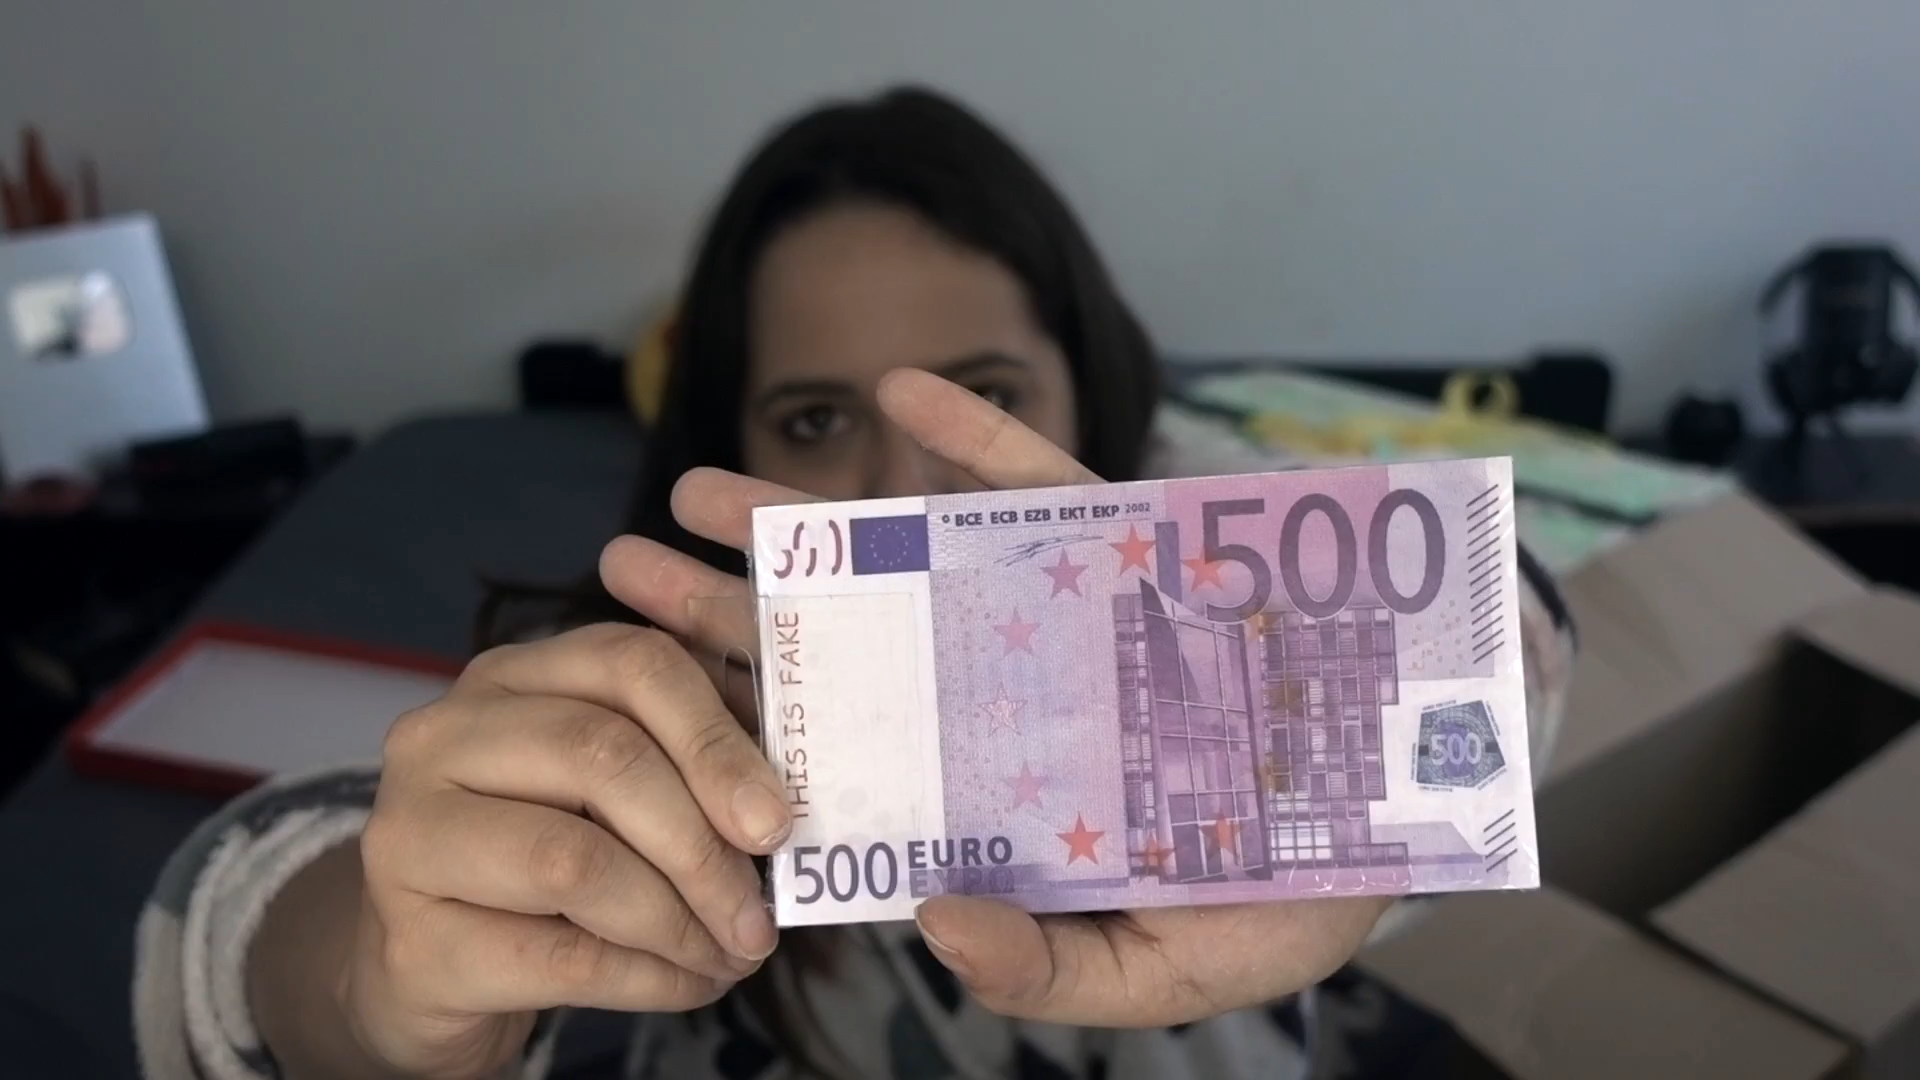 BCE ECB EZB EKT EKP 2002
500
THIS IS FAKE
500
500 EURO
ΕΥΡΩ